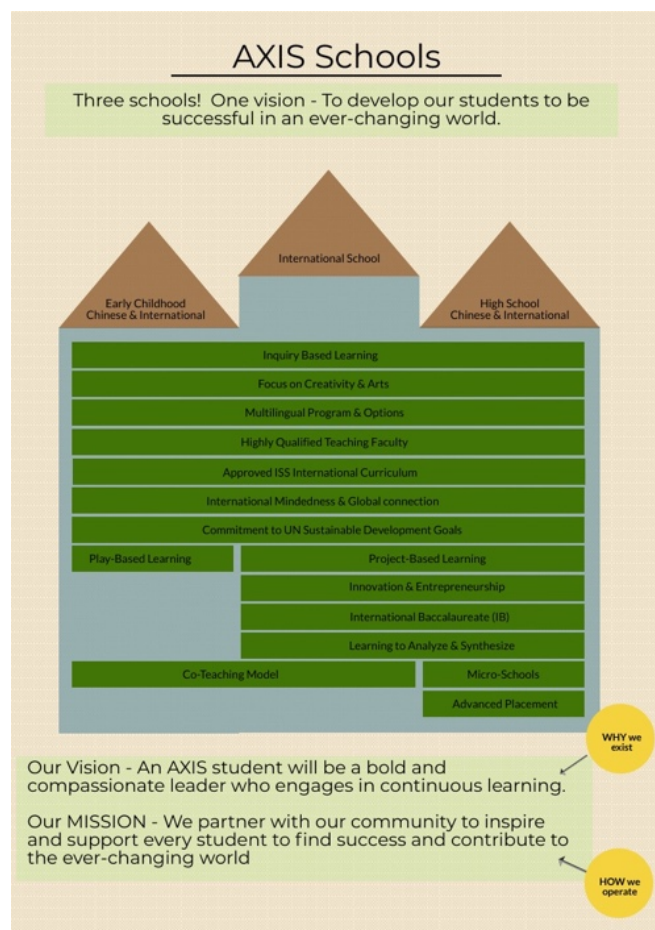 AXIS Schools
Three schools!  One vision - To develop our students to be
successful in an ever-changing world.
International School
Early Childhood
Chinese & International
High School
Chinese & International
Inquiry Based Learning
Focus on Creativity & Arts
Multilingual Program & Options
Highly Qualified Teaching Faculty
Approved ISS International Curriculum
International Mindedness & Global connection
Commitment to UN Sustainable Development Goals
Play-Based Learning
Project-Based Learning
Innovation & Entrepreneurship
International Baccalaureate (IB)
Learning to Analyze & Synthesize
Co-Teaching Model
Micro-Schools
Advanced Placement
WHY we
exist
Our Vision - An AXIS student will be a bold and
compassionate leader who engages in continuous learning.
Our MISSION - We partner with our community to inspire
and support every student to find success and contribute to
the ever-changing world
HOW we
operate